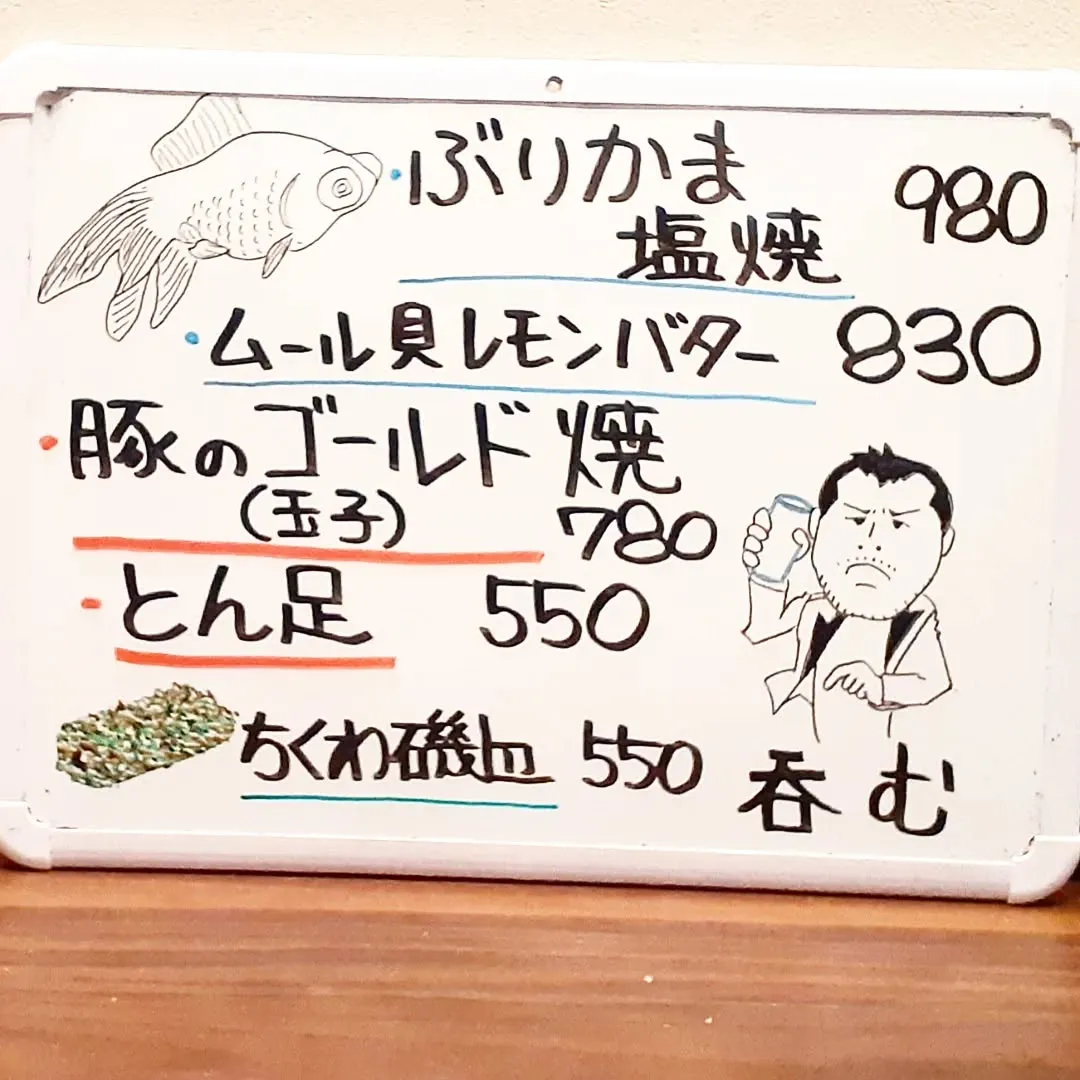 ・ぶりかま 980
塩焼
・ムール貝レモンバター 830
・豚のゴールド焼
(玉子) 780
・とん足 550
ちくわ磯皿 550
呑む